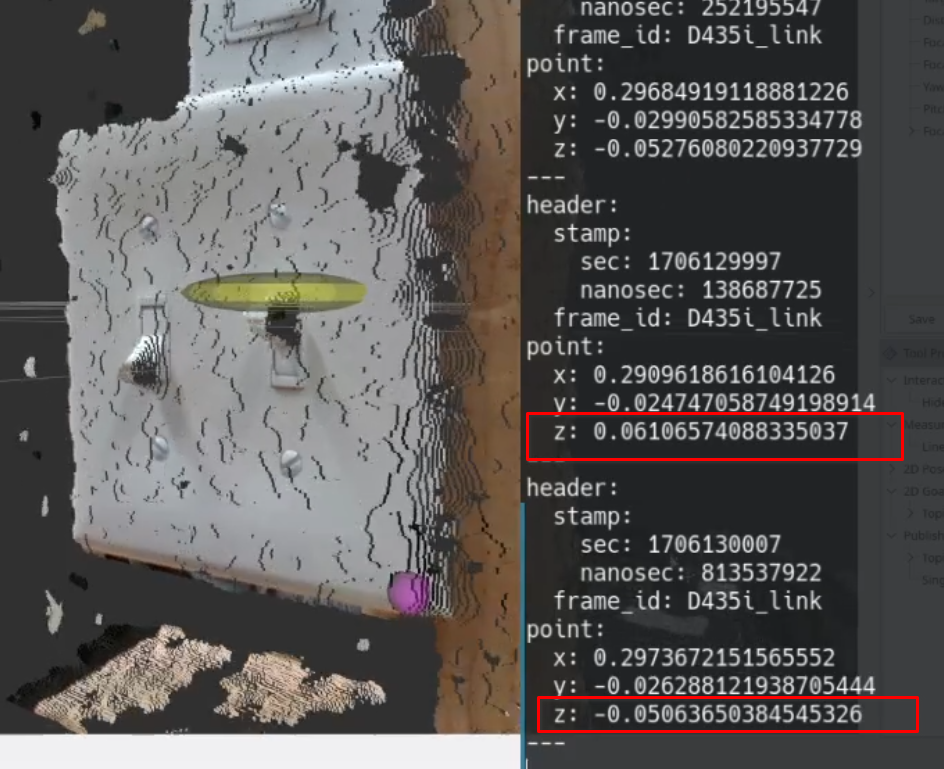 nanosec: 252195547
frame_id: D435i_link
point:
x: 0.29684919118881226
y: -0.02990582585334778
z: -0.05276080220937729
---
header:
stamp:
sec: 1706129997
nanosec: 138687725
frame_id: D435i_link
point:
x: 0.2909618616104126
y: -0.024747058749198914
z: 0.06106574088335037
---
header:
stamp:
sec: 1706130007
nanosec: 813537922
frame_id: D435i_link
point:
x: 0.2973672151565552
y: -0.026288121938705444
z: -0.05063650384545326
---
Save